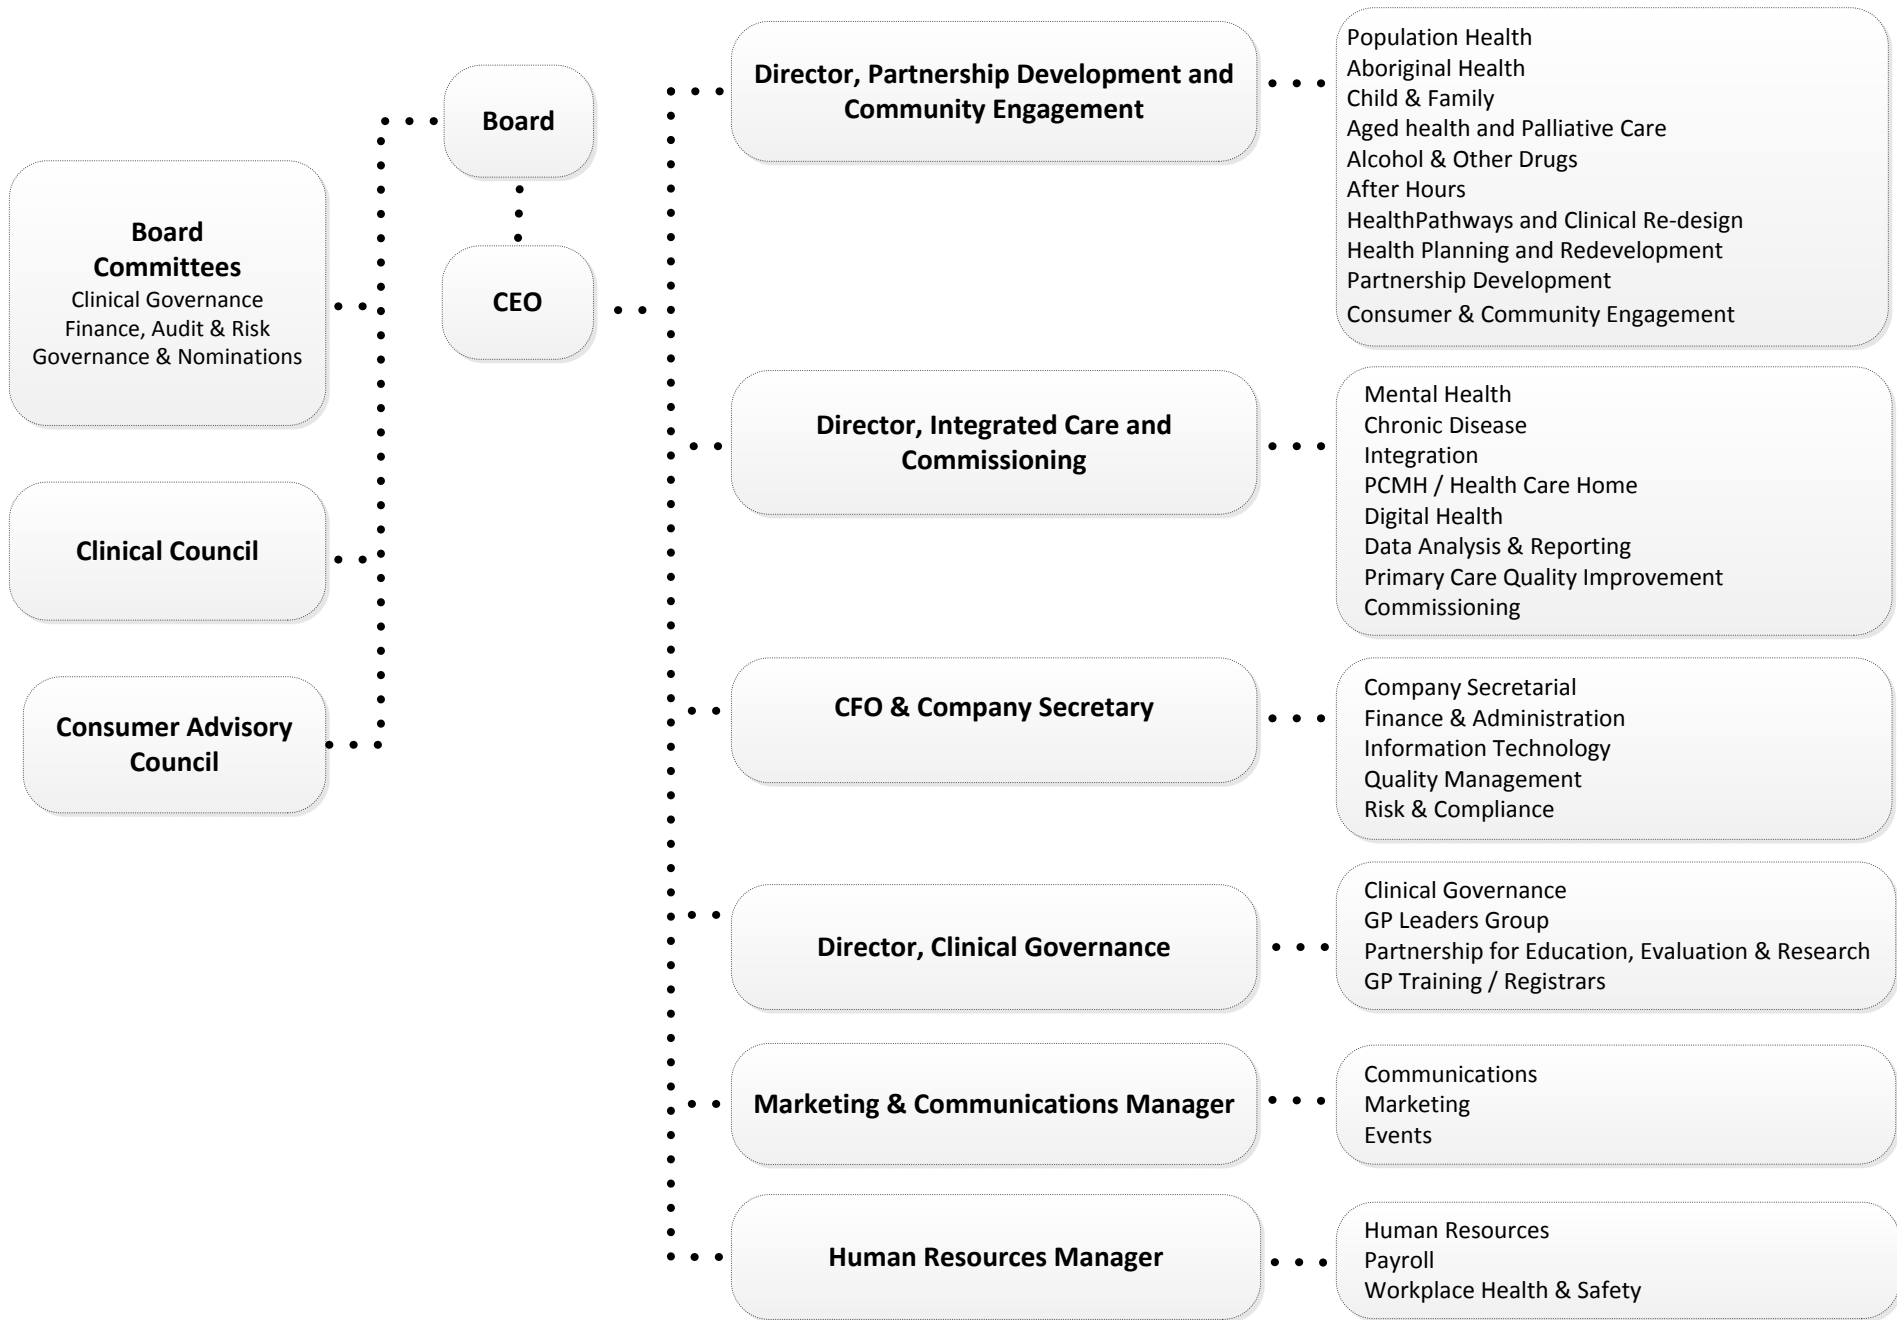 Board
CEO
Board
Committees
Clinical Governance
Finance, Audit & Risk
Governance & Nominations
Clinical Council
Consumer Advisory
Council
Director, Partnership Development and
Community Engagement
Population Health
Aboriginal Health
Child & Family
Aged health and Palliative Care
Alcohol & Other Drugs
After Hours
HealthPathways and Clinical Re-design
Health Planning and Redevelopment
Partnership Development
Consumer & Community Engagement
Director, Integrated Care and
Commissioning
Mental Health
Chronic Disease
Integration
PCMH / Health Care Home
Digital Health
Data Analysis & Reporting
Primary Care Quality Improvement
Commissioning
CFO & Company Secretary
Company Secretarial
Finance & Administration
Information Technology
Quality Management
Risk & Compliance
Director, Clinical Governance
Clinical Governance
GP Leaders Group
Partnership for Education, Evaluation & Research
GP Training / Registrars
Marketing & Communications Manager
Communications
Marketing
Events
Human Resources Manager
Human Resources
Payroll
Workplace Health & Safety